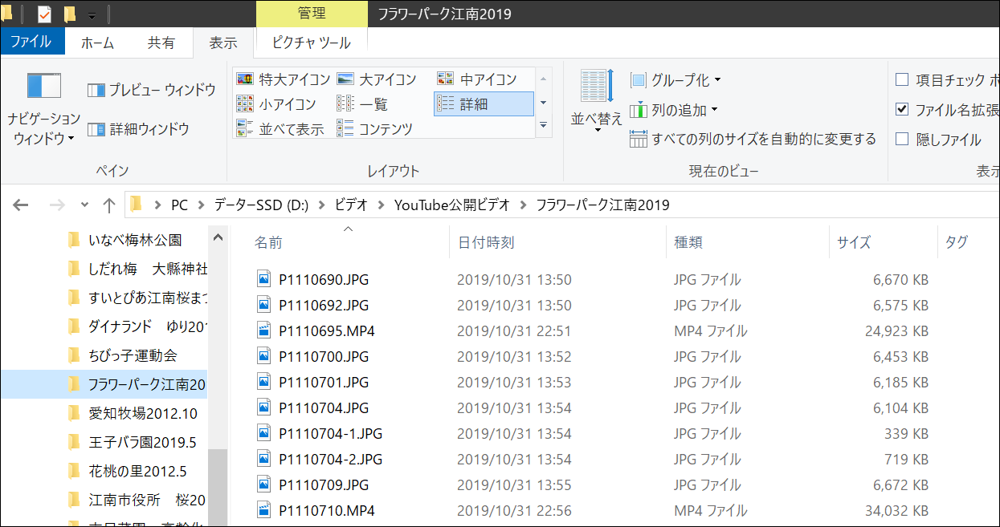 管理
フラワーパーク江南2019
ファイル
ホーム
共有
表示
ピクチャ ツール
ナビゲーション
ウィンドウ
プレビュー ウィンドウ
詳細ウィンドウ
ペイン
特大アイコン
大アイコン
中アイコン
小アイコン
一覧
詳細
並べて表示
コンテンツ
レイアウト
並べ替え
グループ化
列の追加
すべての列のサイズを自動的に変更する
現在のビュー
項目チェック ボ
ファイル名拡張
隠しファイル
表示
PC > データーSSD (D:) > ビデオ > YouTube公開ビデオ > フラワーパーク江南2019
いなべ梅林公園
しだれ梅　大縣神社
すいとぴあ江南桜まつ
ダイナランド　ゆり201
ちびっ子運動会
フラワーパーク江南20
愛知牧場2012.10
王子バラ園2019.5
花桃の里2012.5
江南市役所　桜20
名前 日付時刻 種類 サイズ タグ
P1110690.JPG 2019/10/31 13:50 JPG ファイル 6,670 KB
P1110692.JPG 2019/10/31 13:50 JPG ファイル 6,575 KB
P1110695.MP4 2019/10/31 22:51 MP4 ファイル 24,923 KB
P1110700.JPG 2019/10/31 13:52 JPG ファイル 6,453 KB
P1110701.JPG 2019/10/31 13:53 JPG ファイル 6,185 KB
P1110704.JPG 2019/10/31 13:54 JPG ファイル 6,104 KB
P1110704-1.JPG 2019/10/31 13:54 JPG ファイル 339 KB
P1110704-2.JPG 2019/10/31 13:54 JPG ファイル 719 KB
P1110709.JPG 2019/10/31 13:55 JPG ファイル 6,672 KB
P1110710.MP4 2019/10/31 22:56 MP4 ファイル 34,032 KB